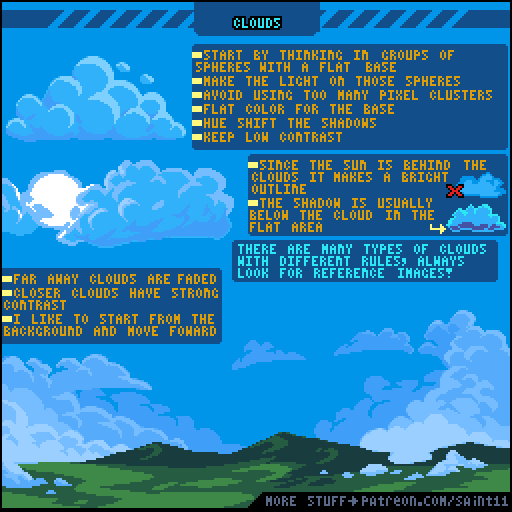 CLOUDS
START BY THINKING IN GROUPS OF
SPHERES WITH A FLAT BASE
MAKE THE LIGHT ON THOSE SPHERES
AVOID USING TOO MANY PIXEL CLUSTERS
FLAT COLOR FOR THE BASE
HUE SHIFT THE SHADOWS
KEEP LOW CONTRAST
SINCE THE SUN IS BEHIND THE
CLOUDS IT MAKES A BRIGHT
OUTLINE
THE SHADOW IS USUALLY
BELOW THE CLOUD IN THE
FLAT AREA
THERE ARE MANY TYPES OF CLOUDS
WITH DIFFERENT RULES, ALWAYS
LOOK FOR REFERENCE IMAGES!
FAR AWAY CLOUDS ARE FADED
CLOSER CLOUDS HAVE STRONG
CONTRAST
I LIKE TO START FROM THE
BACKGROUND AND MOVE FOWARD
MORE STUFF→PATREON.COM/SAINT11